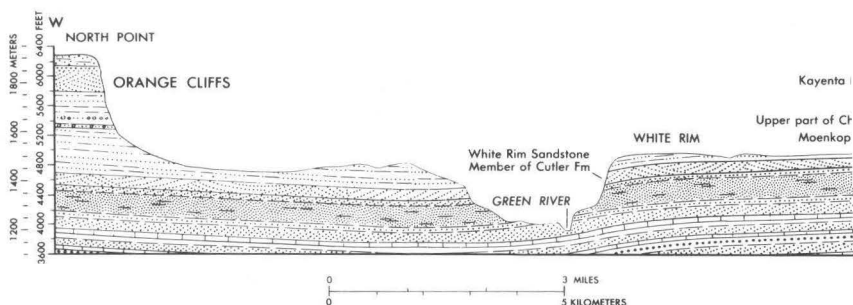 W
NORTH POINT
ORANGE CLIFFS
1800 METERS
1600
1400
1200
6400 FEET
6000
5600
5200
4800
4400
4000
3600
Kayenta
Upper part of Ch
Moenkop
WHITE RIM
White Rim Sandstone
Member of Cutler Fm
GREEN RIVER
0 3 MILES
0 5 KILOMETERS